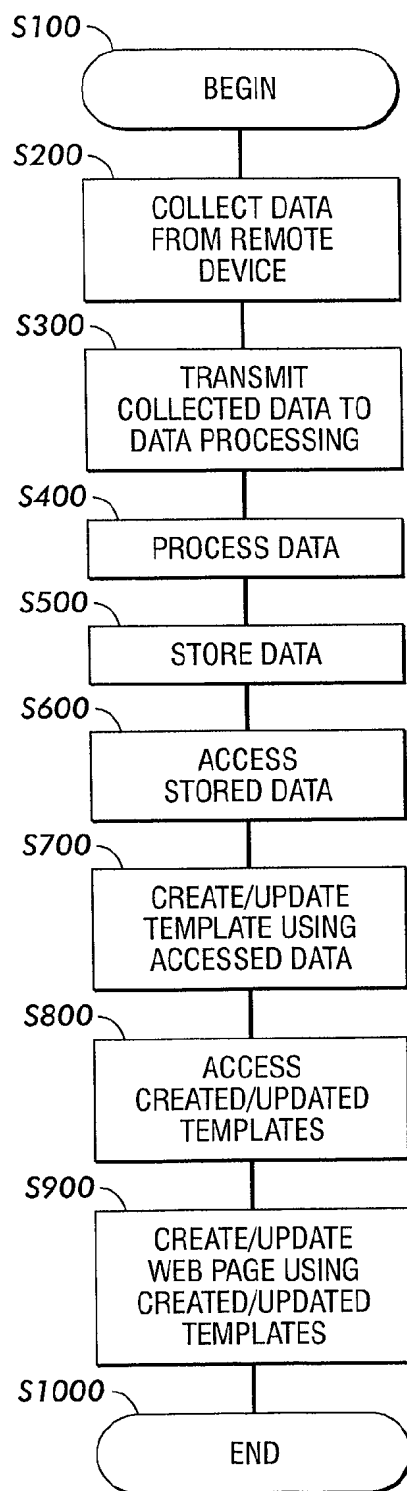 S100
BEGIN
S200
COLLECT DATA
FROM REMOTE
DEVICE
S300
TRANSMIT
COLLECTED DATA TO
DATA PROCESSING
S400
PROCESS DATA
S500
STORE DATA
S600
ACCESS
STORED DATA
S700
CREATE/UPDATE
TEMPLATE USING
ACCESSED DATA
S800
ACCESS
CREATED/UPDATED
TEMPLATES
S900
CREATE/UPDATE
WEB PAGE USING
CREATED/UPDATED
TEMPLATES
S1000
END